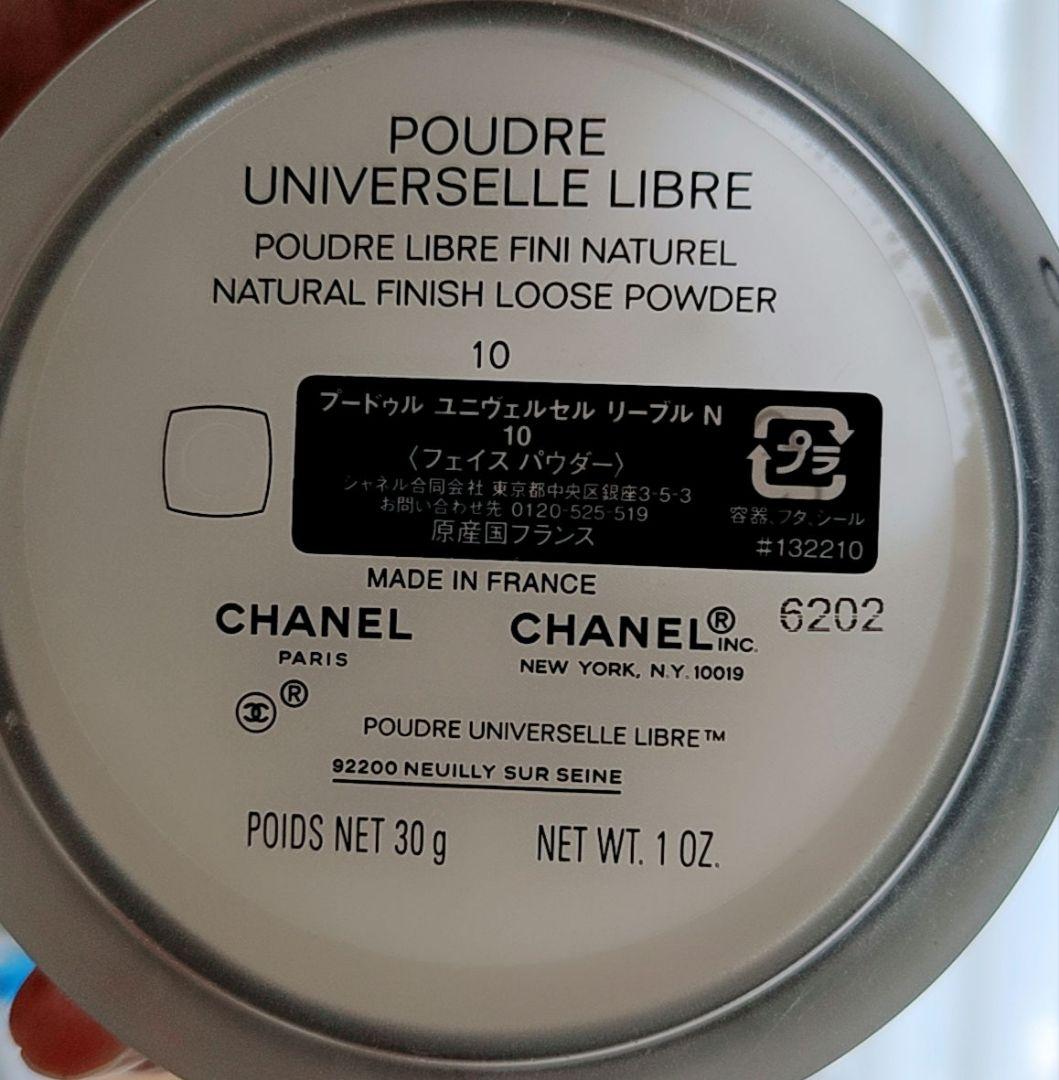 POUDRE
UNIVERSELLE LIBRE
POUDRE LIBRE FINI NATUREL
NATURAL FINISH LOOSE POWDER
10
プードゥル ユニヴェルセル リーブル N
10
〈フェイス パウダー〉
シャネル合同会社 東京都中央区銀座3-5-3
お問い合わせ先 0120-525-519
原産国フランス
プラ
容器、フタ、シール
#132210
MADE IN FRANCE
CHANEL
PARIS
CHANEL® INC.
NEW YORK, N.Y. 10019
6202
®
POUDRE UNIVERSELLE LIBRE™
92200 NEUILLY SUR SEINE
POIDS NET 30 g
NET WT. 1 OZ.